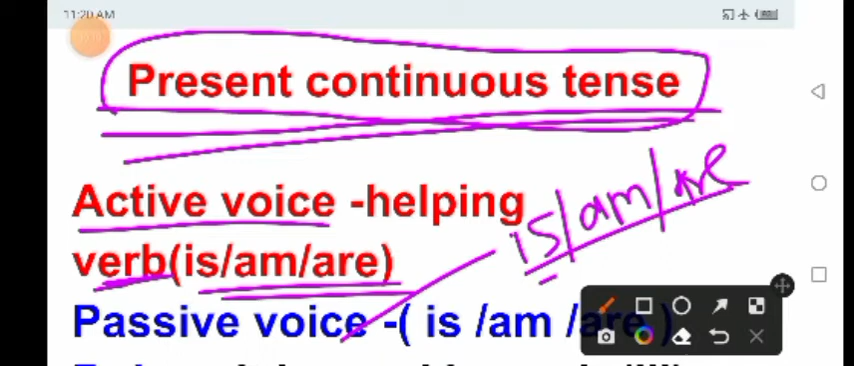 11:20 AM
Present continuous tense
Active voice -helping
verb(is/am/are)
is/am/are
Passive voice -( is /am /are )